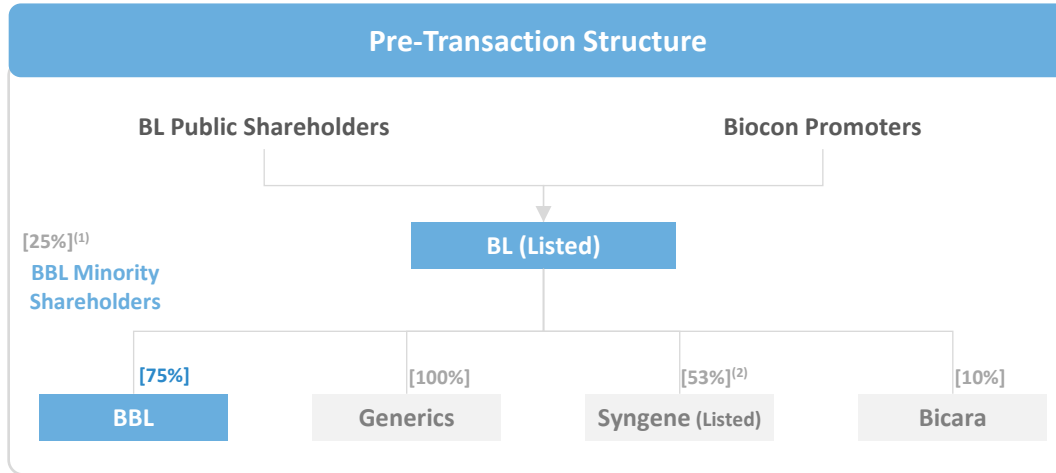 Pre-Transaction Structure
BL Public Shareholders
Biocon Promoters
[25%](1)
BBL Minority
Shareholders
BL (Listed)
[75%]
[100%]
[53%](2)
[10%]
BBL
Generics
Syngene (Listed)
Bicara